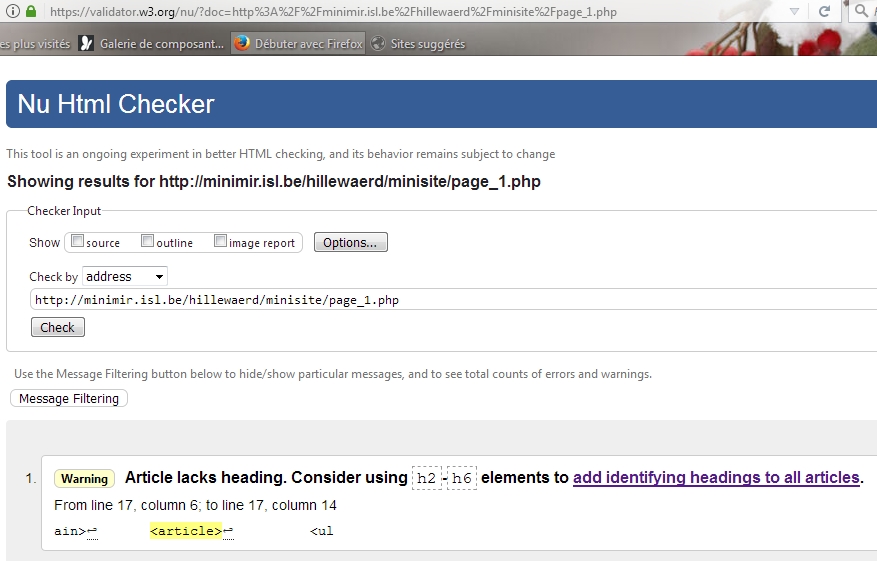 https://validator.w3.org/nu/?doc=http%3A%2F%2Fminimir.isl.be%2Fhillewaerd%2Fminisite%2Fpage_1.php
es plus visités Galerie de composant... Débuter avec Firefox Sites suggérés
Nu Html Checker
This tool is an ongoing experiment in better HTML checking, and its behavior remains subject to change
Showing results for http://minimir.isl.be/hillewaerd/minisite/page_1.php
Checker Input
Show source outline image report Options...
Check by address
http://minimir.isl.be/hillewaerd/minisite/page_1.php
Check
Use the Message Filtering button below to hide/show particular messages, and to see total counts of errors and warnings.
Message Filtering
1. Warning Article lacks heading. Consider using h2-h6 elements to add identifying headings to all articles.
From line 17, column 6; to line 17, column 14
ain>↩ <article>↩ <ul